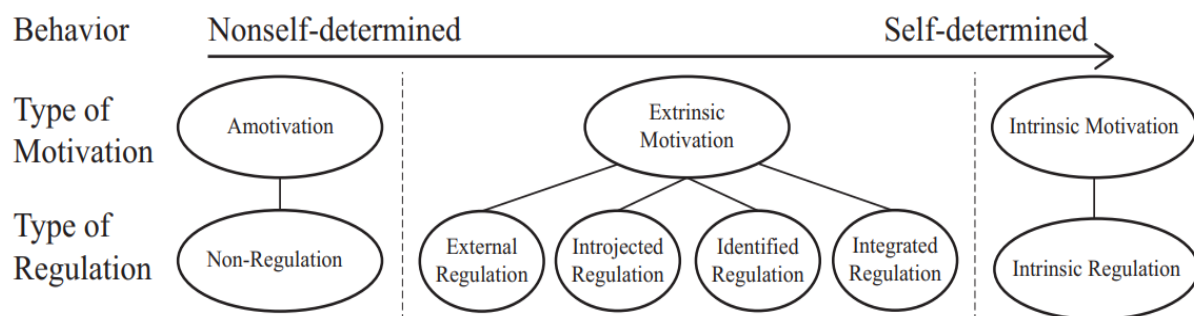 Behavior
Nonself-determined
Self-determined
Type of
Motivation
Amotivation
Extrinsic
Motivation
Intrinsic Motivation
Type of
Regulation
Non-Regulation
External
Regulation
Introjected
Regulation
Identified
Regulation
Integrated
Regulation
Intrinsic Regulation